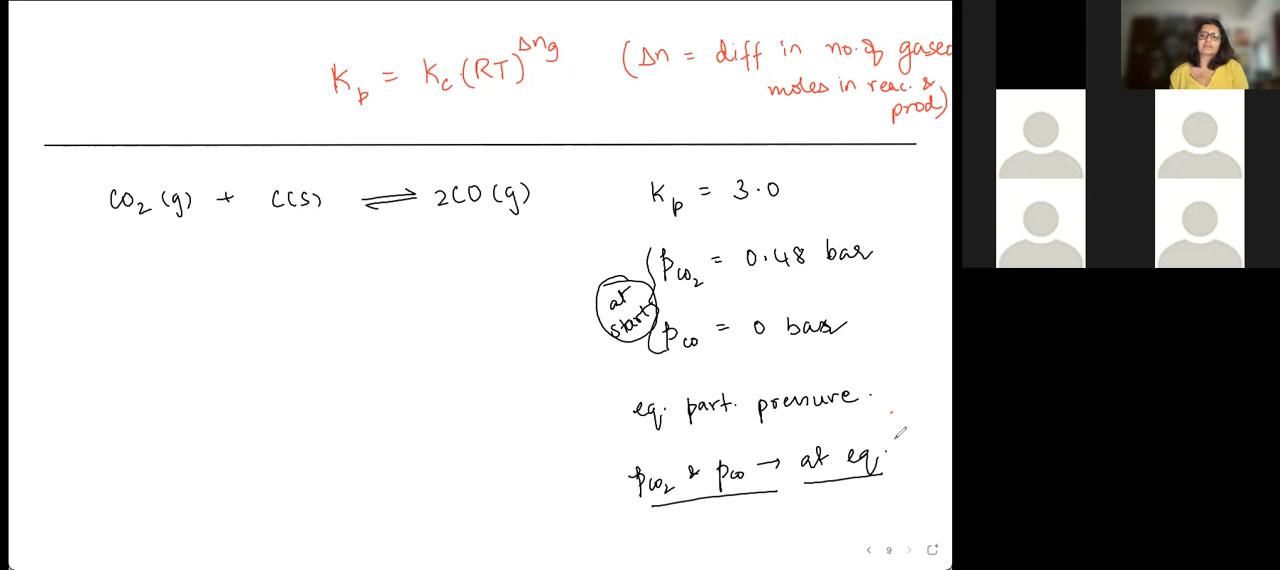 Kp = Kc (RT)^Δng (Δn = diff in no. of gaseo
moles in reac. &
prod)
CO2 (g) + C(s) ⇌ 2CO (g)
Kp = 3.0
at start
pCO2 = 0.48 bar
pCO = 0 bar
eq. part. pressure.
pCO2 & pCO → at eq.
9